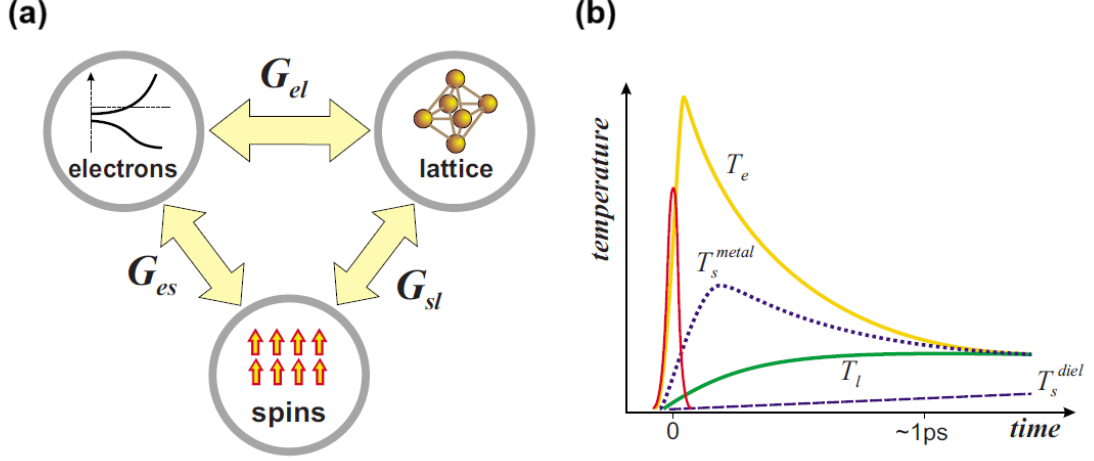 (a)
G_el
electrons
lattice
G_es
G_sl
spins
(b)
temperature
T_e
T_s^metal
T_l
T_s^diel
0
~1ps
time